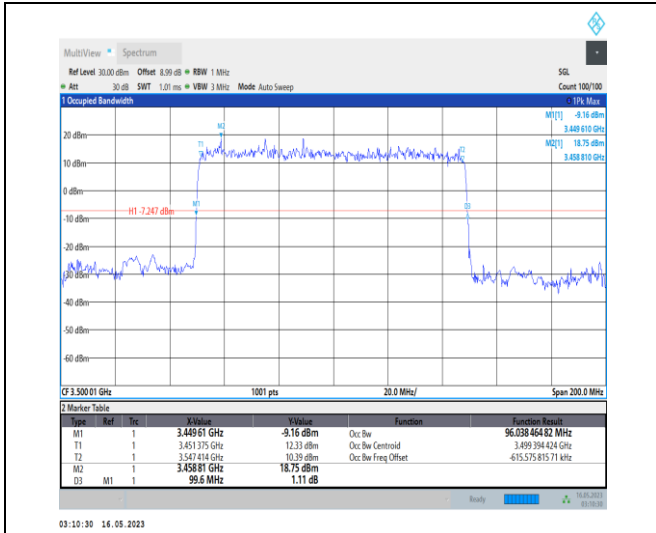 MultiView Spectrum
Ref Level 30.00 dBm Offset 8.99 dB RBW 1 MHz SGL
Att 30 dB SWT 1.01 ms VBW 3 MHz Mode Auto Sweep Count 100/100
1 Occupied Bandwidth 1Pk Max
M1[1] -9.16 dBm
3.449 610 GHz
M2[1] 18.75 dBm
3.458 810 GHz
M2
20 dBm
T1
T2
10 dBm
0 dBm
M1
D3
H1 -7.247 dBm
-10 dBm
-20 dBm
-30 dBm
-40 dBm
-50 dBm
-60 dBm
CF 3.500 01 GHz 1001 pts 20.0 MHz/ Span 200.0 MHz
2 Marker Table
Type Ref Trc X-Value Y-Value Function Function Result
M1 1 3.449 61 GHz -9.16 dBm Occ Bw 96.038 464 82 MHz
T1 1 3.451 375 GHz 12.33 dBm Occ Bw Centroid 3.499 394 424 GHz
T2 1 3.547 414 GHz 10.39 dBm Occ Bw Freq Offset -615.575 815 71 kHz
M2 1 3.458 81 GHz 18.75 dBm
D3 M1 1 99.6 MHz 1.11 dB
Ready 16.05.2023
03:10:30
03:10:30 16.05.2023